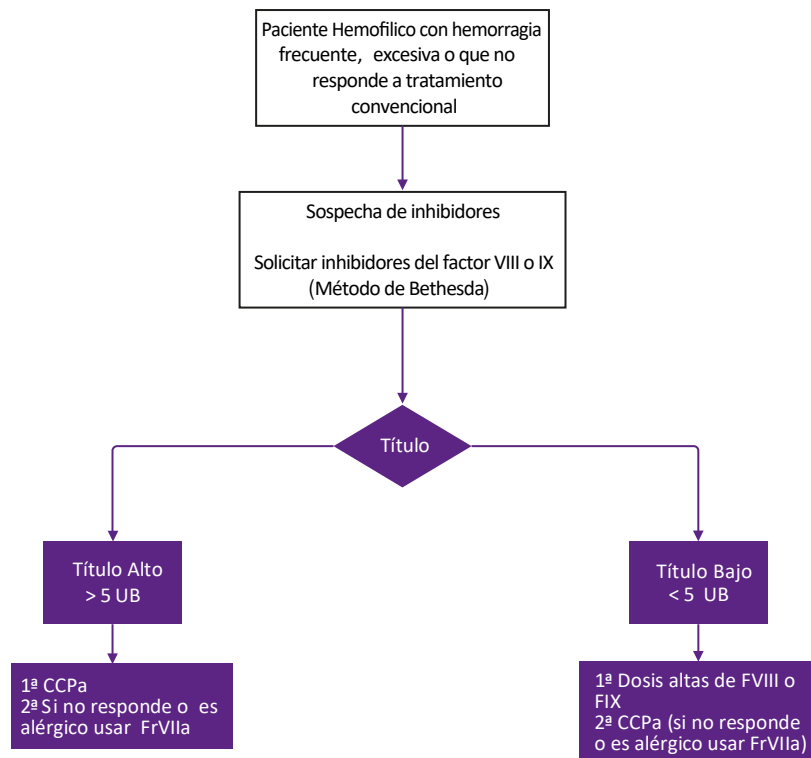 Paciente Hemofilico con hemorragia
frecuente, excesiva o que no
responde a tratamiento
convencional
Sospecha de inhibidores
Solicitar inhibidores del factor VIII o IX
(Método de Bethesda)
Título
Título Alto
> 5 UB
Título Bajo
< 5 UB
1ª CCPa
2ª Si no responde o es
alérgico usar FrVIIa
1ª Dosis altas de FVIII o
FIX
2ª CCPa (si no responde
o es alérgico usar FrVIIa)